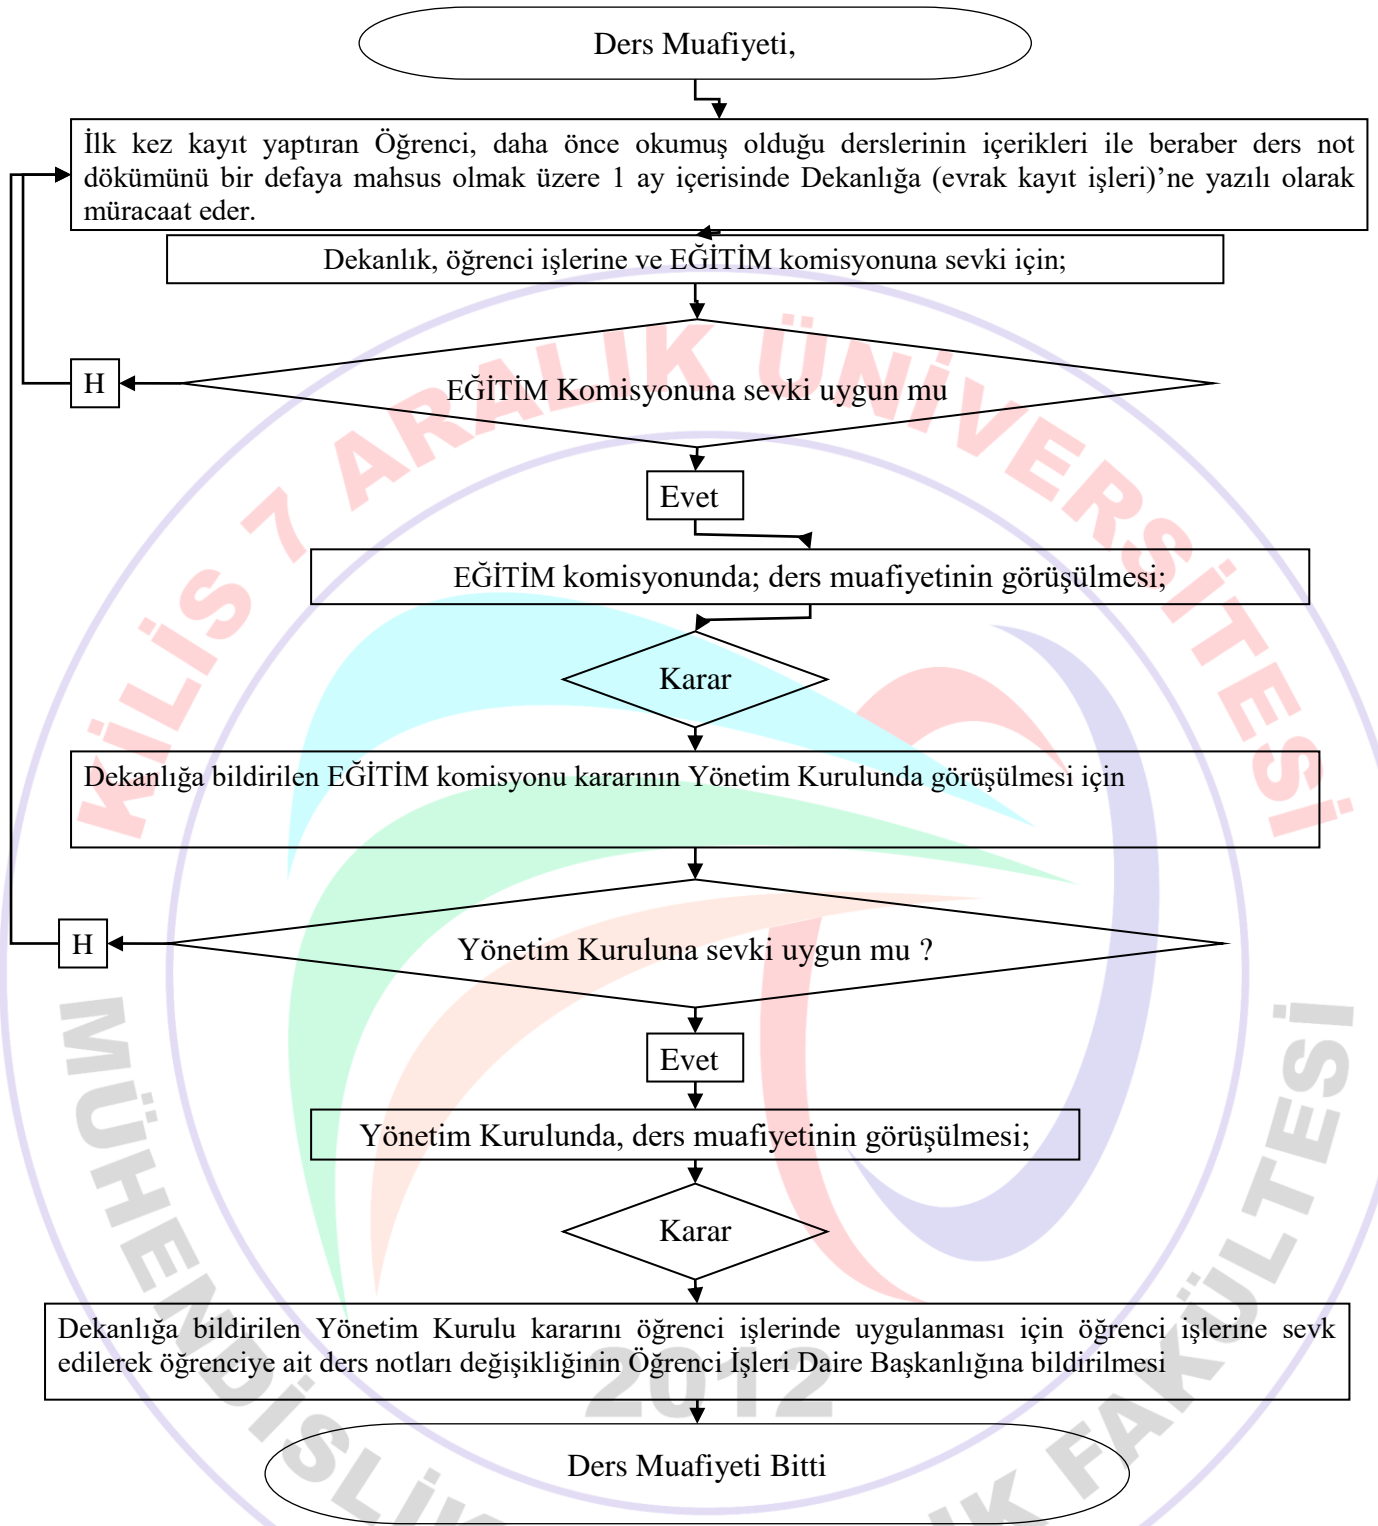 Ders Muafiyeti,
İlk kez kayıt yaptıran Öğrenci, daha önce okumuş olduğu derslerinin içerikleri ile beraber ders not
dökümünü bir defaya mahsus olmak üzere 1 ay içerisinde Dekanlığa (evrak kayıt işleri)’ne yazılı olarak
müracaat eder.
Dekanlık, öğrenci işlerine ve EĞİTİM komisyonuna sevki için;
H
EĞİTİM Komisyonuna sevki uygun mu
Evet
EĞİTİM komisyonunda; ders muafiyetinin görüşülmesi;
Karar
Dekanlığa bildirilen EĞİTİM komisyonu kararının Yönetim Kurulunda görüşülmesi için
H
Yönetim Kuruluna sevki uygun mu ?
Evet
Yönetim Kurulunda, ders muafiyetinin görüşülmesi;
Karar
Dekanlığa bildirilen Yönetim Kurulu kararını öğrenci işlerinde uygulanması için öğrenci işlerine sevk
edilerek öğrenciye ait ders notları değişikliğinin Öğrenci İşleri Daire Başkanlığına bildirilmesi
Ders Muafiyeti Bitti
KİLİS 7 ARALIK ÜNİVERSİTESİ
MÜHENDİSLİK
FAKÜLTESİ
2012